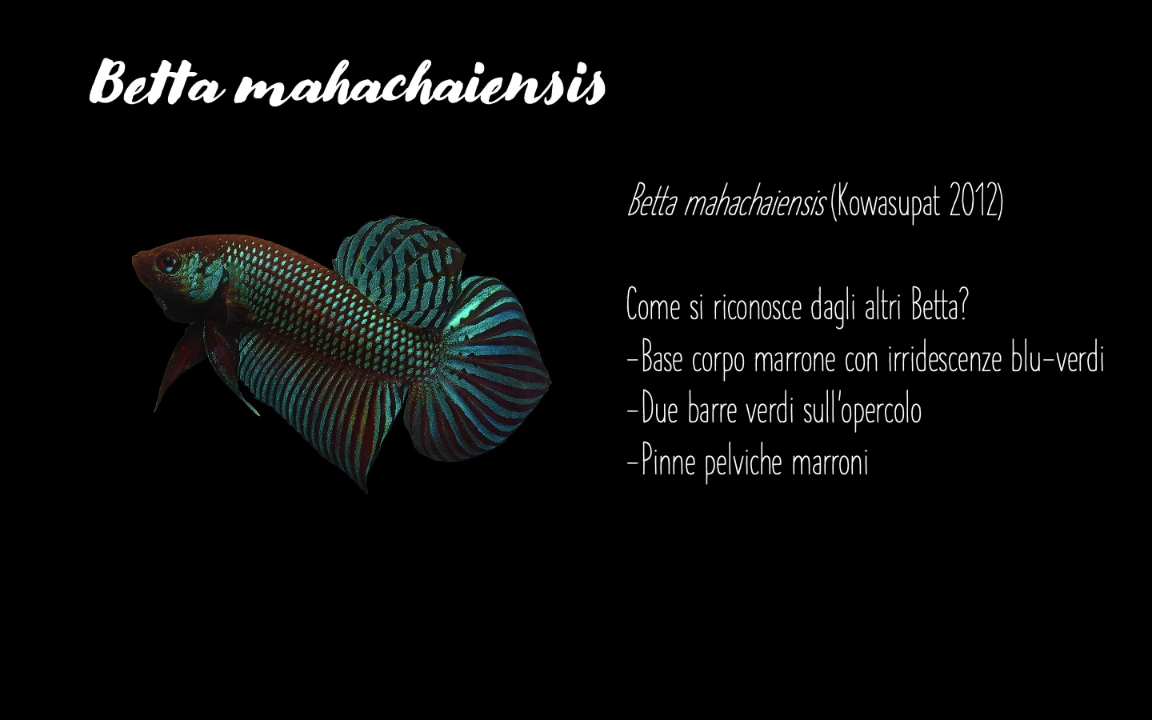 Betta mahachaiensis
Betta mahachaiensis (Kowasupat 2012)
Come si riconosce dagli altri Betta?
-Base corpo marrone con irridescenze blu-verdi
-Due barre verdi sull'opercolo
-Pinne pelviche marroni